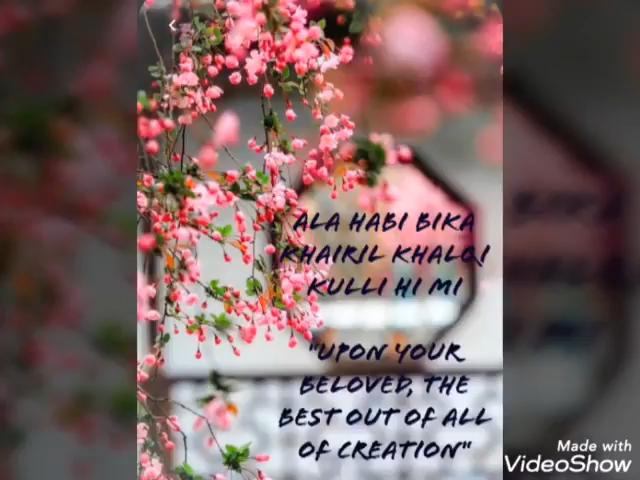 ALA HABI BIKA
KHAIRIL KHALQI
KULLI HI MI
"UPON YOUR
BELOVED, THE
BEST OUT OF ALL
OF CREATION"
Made with
VideoShow